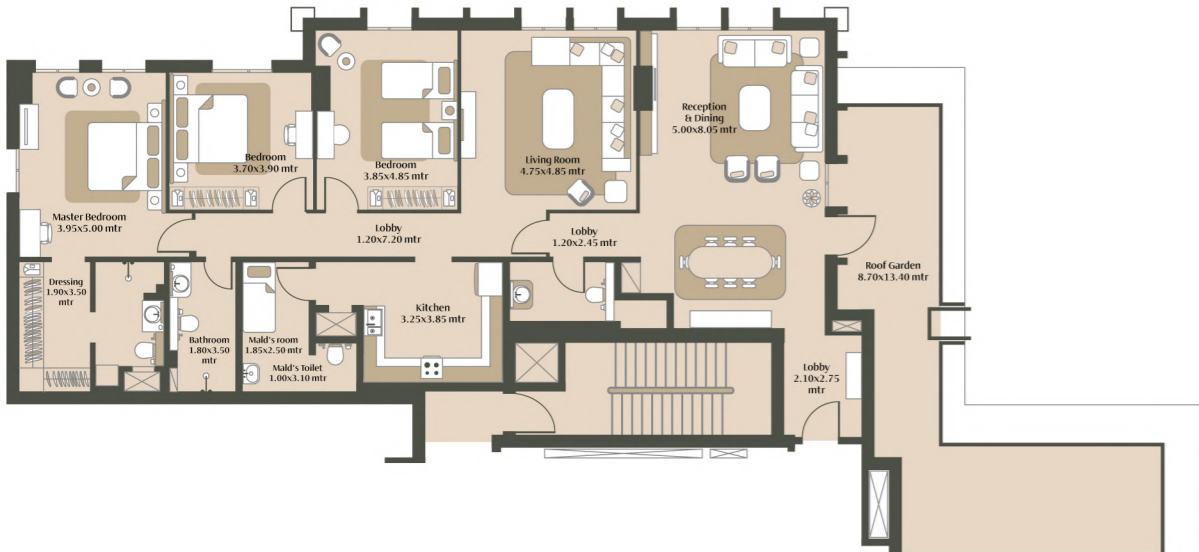 Master Bedroom
3.95x5.00 mtr
Bedroom
3.70x3.90 mtr
Bedroom
3.85x4.85 mtr
Living Room
4.75x4.85 mtr
Reception
& Dining
5.00x8.05 mtr
Lobby
1.20x7.20 mtr
Lobby
1.20x2.45 mtr
Roof Garden
8.70x13.40 mtr
Dressing
1.90x3.50
mtr
Bathroom
1.80x3.50
mtr
Mald's room
1.85x2.50 mtr
Mald's Toilet
1.00x3.10 mtr
Kitchen
3.25x3.85 mtr
Lobby
2.10x2.75
mtr